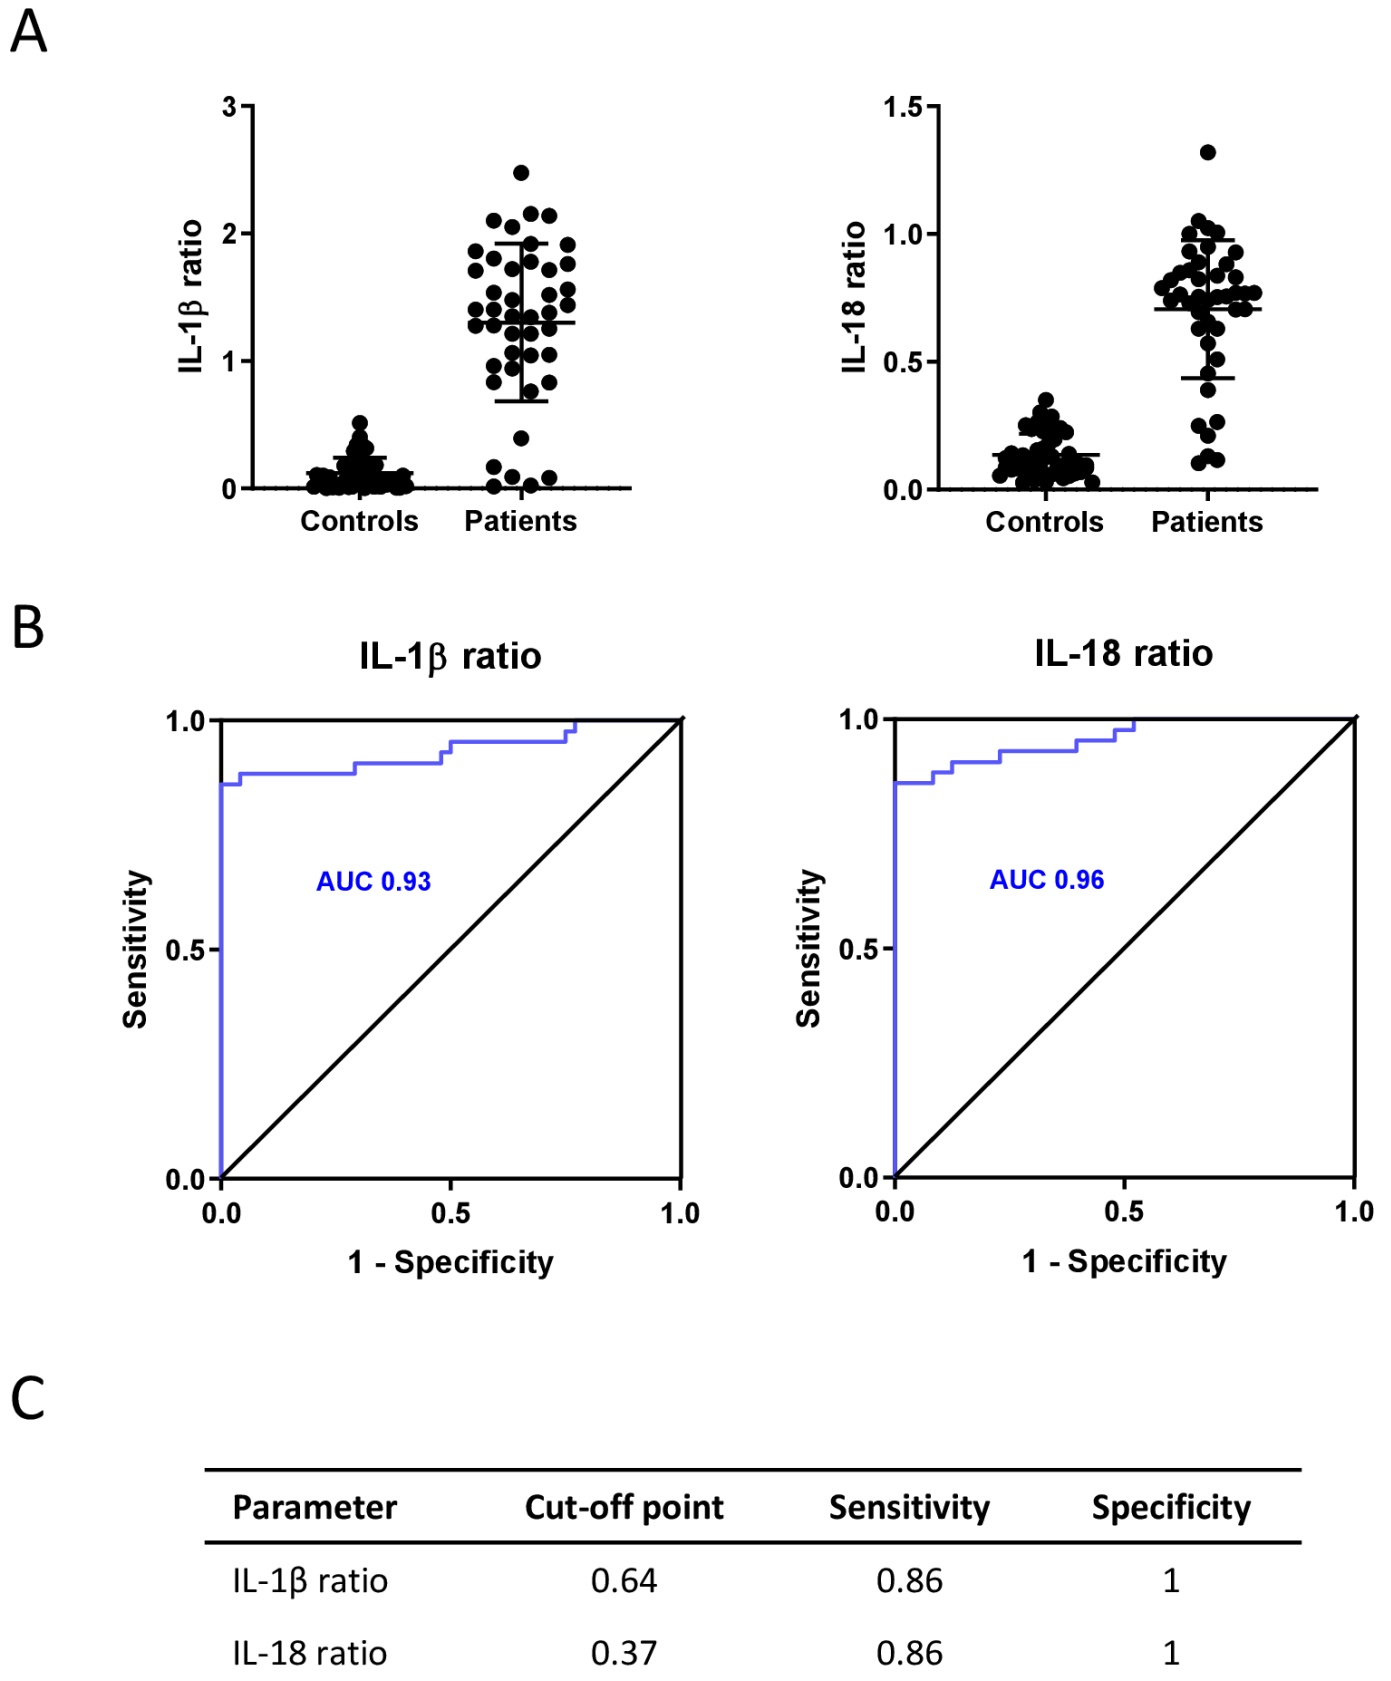 A
3
2
1
0
IL-1β ratio
Controls Patients
1.5
1.0
0.5
0.0
IL-18 ratio
Controls Patients
B
IL-1β ratio
1.0
0.5
0.0
Sensitivity
AUC 0.93
0.0 0.5 1.0
1 - Specificity
IL-18 ratio
1.0
0.5
0.0
Sensitivity
AUC 0.96
0.0 0.5 1.0
1 - Specificity
C
Parameter Cut-off point Sensitivity Specificity
IL-1β ratio 0.64 0.86 1
IL-18 ratio 0.37 0.86 1